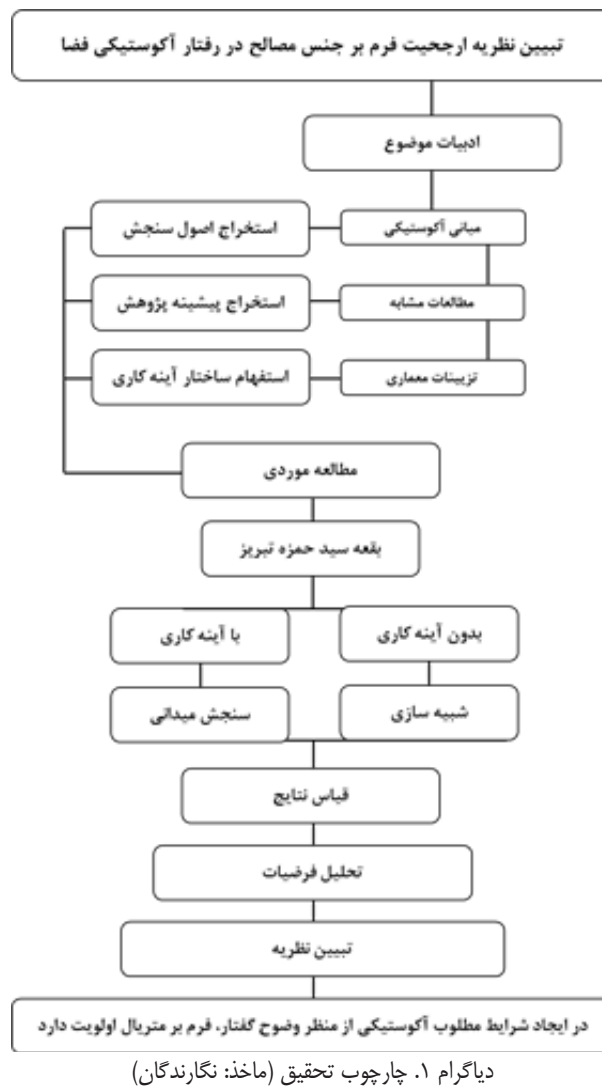 تبیین نظریه ارجحیت فرم بر جنس مصالح در رفتار آکوستیکی فضا
ادبیات موضوع
مبانی آکوستیکی
استخراج اصول سنجش
مطالعات مشابه
استخراج پیشینه پژوهش
تزیینات معماری
استفهام ساختار آینه کاری
مطالعه موردی
بقعه سید حمزه تبریز
بدون آینه کاری
با آینه کاری
شبیه سازی
سنجش میدانی
قیاس نتایج
تحلیل فرضیات
تبیین نظریه
در ایجاد شرایط مطلوب آکوستیکی از منظر وضوح گفتار، فرم بر متریال اولویت دارد
دیاگرام ۱. چارچوب تحقیق (ماخذ: نگارندگان)